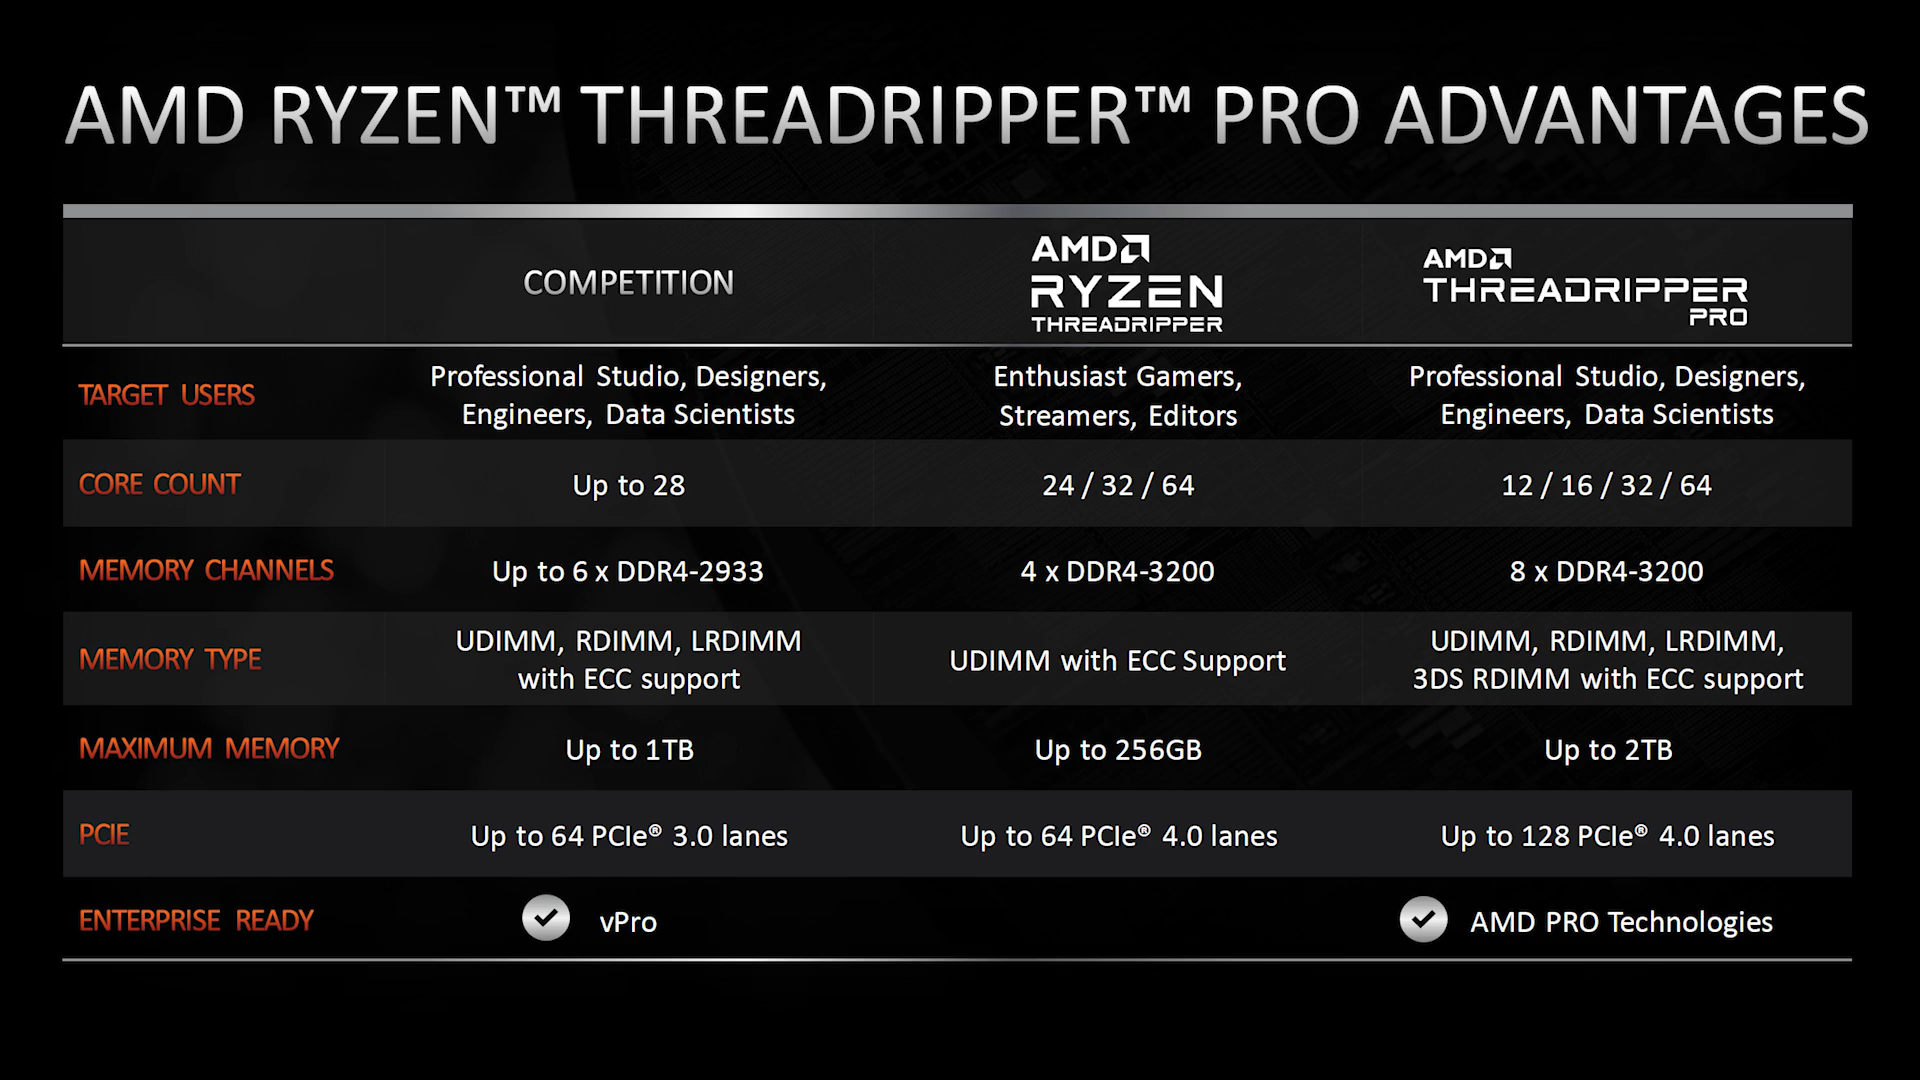 AMD RYZEN™ THREADRIPPER™ PRO ADVANTAGES
COMPETITION
AMD
RYZEN
THREADRIPPER
AMD
THREADRIPPER
PRO
TARGET USERS
Professional Studio, Designers,
Engineers, Data Scientists
Enthusiast Gamers,
Streamers, Editors
Professional Studio, Designers,
Engineers, Data Scientists
CORE COUNT
Up to 28
24 / 32 / 64
12 / 16 / 32 / 64
MEMORY CHANNELS
Up to 6 x DDR4-2933
4 x DDR4-3200
8 x DDR4-3200
MEMORY TYPE
UDIMM, RDIMM, LRDIMM
with ECC support
UDIMM with ECC Support
UDIMM, RDIMM, LRDIMM,
3DS RDIMM with ECC support
MAXIMUM MEMORY
Up to 1TB
Up to 256GB
Up to 2TB
PCIE
Up to 64 PCIe® 3.0 lanes
Up to 64 PCIe® 4.0 lanes
Up to 128 PCIe® 4.0 lanes
ENTERPRISE READY
vPro
AMD PRO Technologies